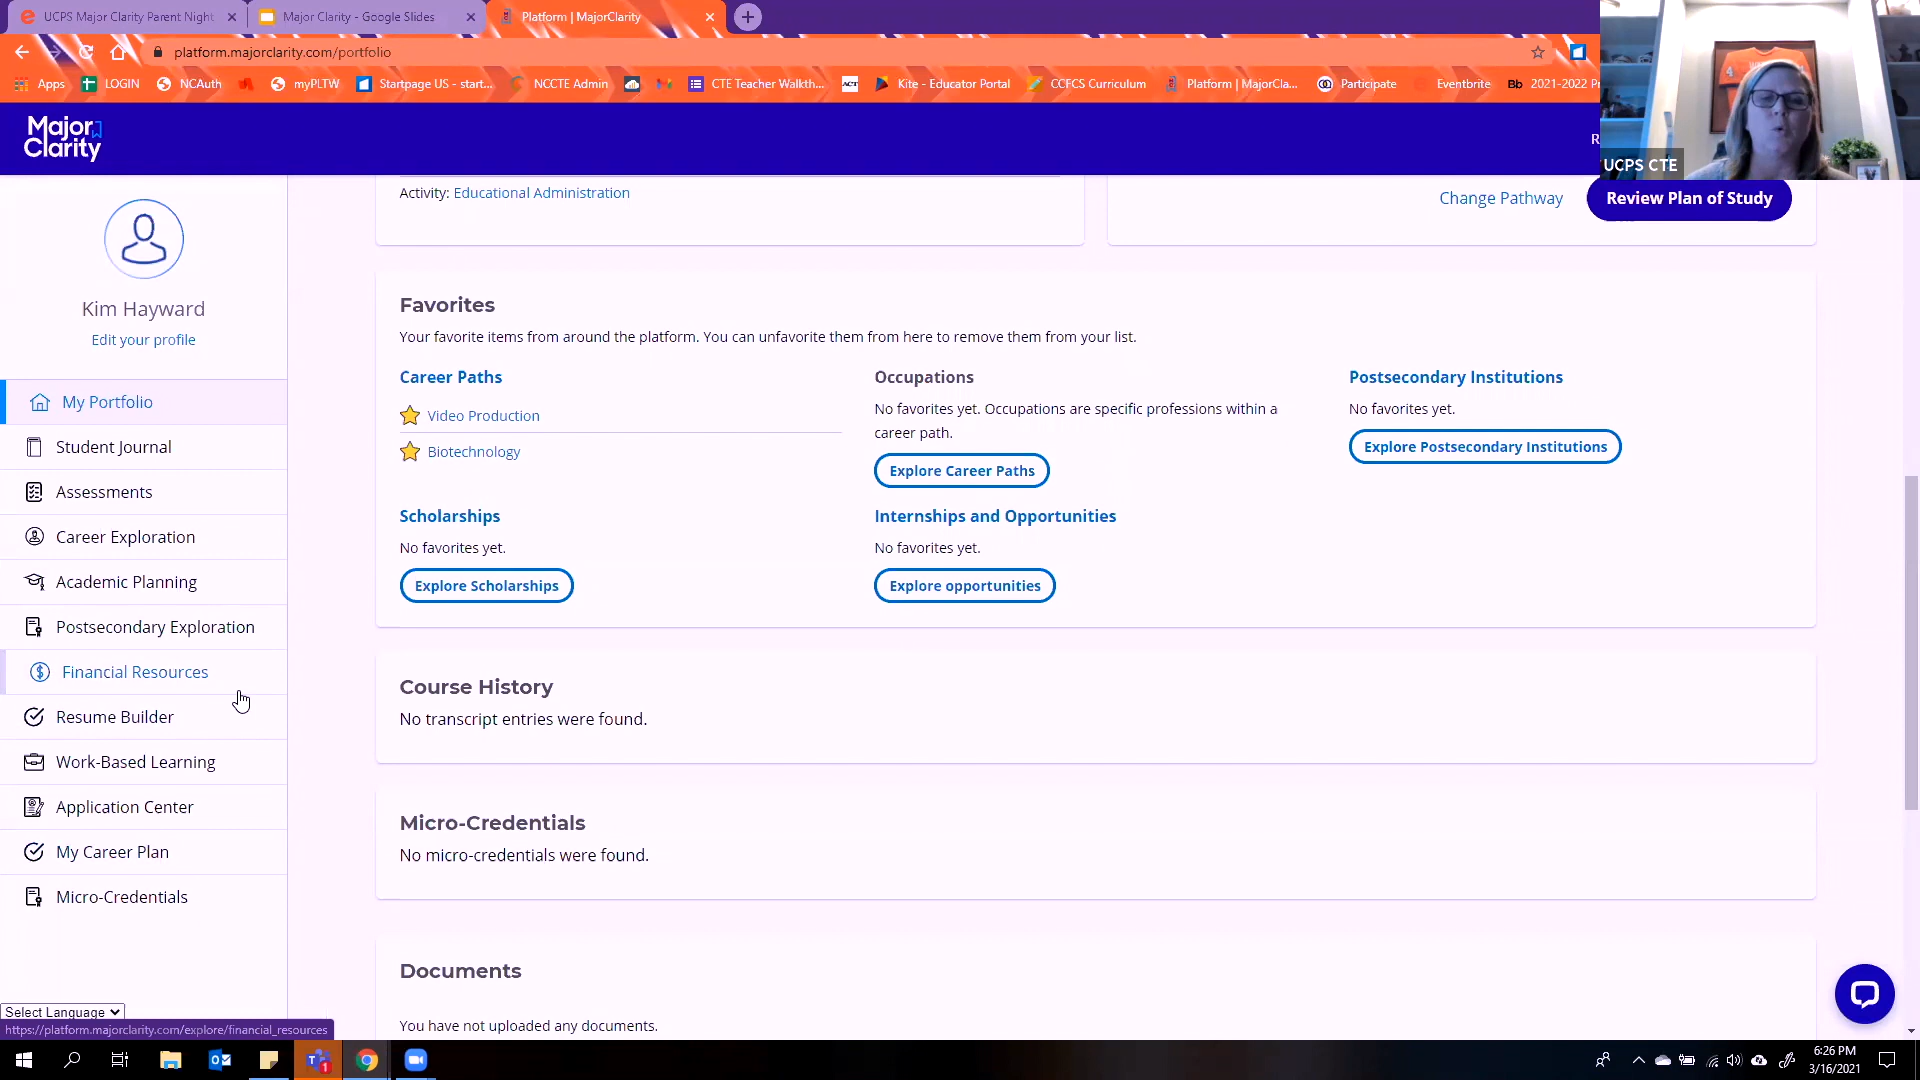 UCPS Major Clarity Parent Night
Major Clarity - Google Slides
Platform | MajorClarity
platform.majorclarity.com/portfolio
Apps
LOGIN
NCAuth
myPLTW
Startpage US - start...
NCCTE Admin
CTE Teacher Walkth...
ACT
Kite - Educator Portal
CCFCS Curriculum
Platform | MajorCla...
Participate
Eventbrite
Bb 2021-2022 P
Major
Clarity
R
UCPS CTE
Activity: Educational Administration
Change Pathway
Review Plan of Study
Kim Hayward
Edit your profile
My Portfolio
Student Journal
Assessments
Career Exploration
Academic Planning
Postsecondary Exploration
Financial Resources
Resume Builder
Work-Based Learning
Application Center
My Career Plan
Micro-Credentials
Select Language
https://platform.majorclarity.com/explore/financial_resources
Favorites
Your favorite items from around the platform. You can unfavorite them from here to remove them from your list.
Career Paths
Video Production
Biotechnology
Occupations
No favorites yet. Occupations are specific professions within a
career path.
Explore Career Paths
Postsecondary Institutions
No favorites yet.
Explore Postsecondary Institutions
Scholarships
No favorites yet.
Explore Scholarships
Internships and Opportunities
No favorites yet.
Explore opportunities
Course History
No transcript entries were found.
Micro-Credentials
No micro-credentials were found.
Documents
You have not uploaded any documents.
6:26 PM
3/16/2021